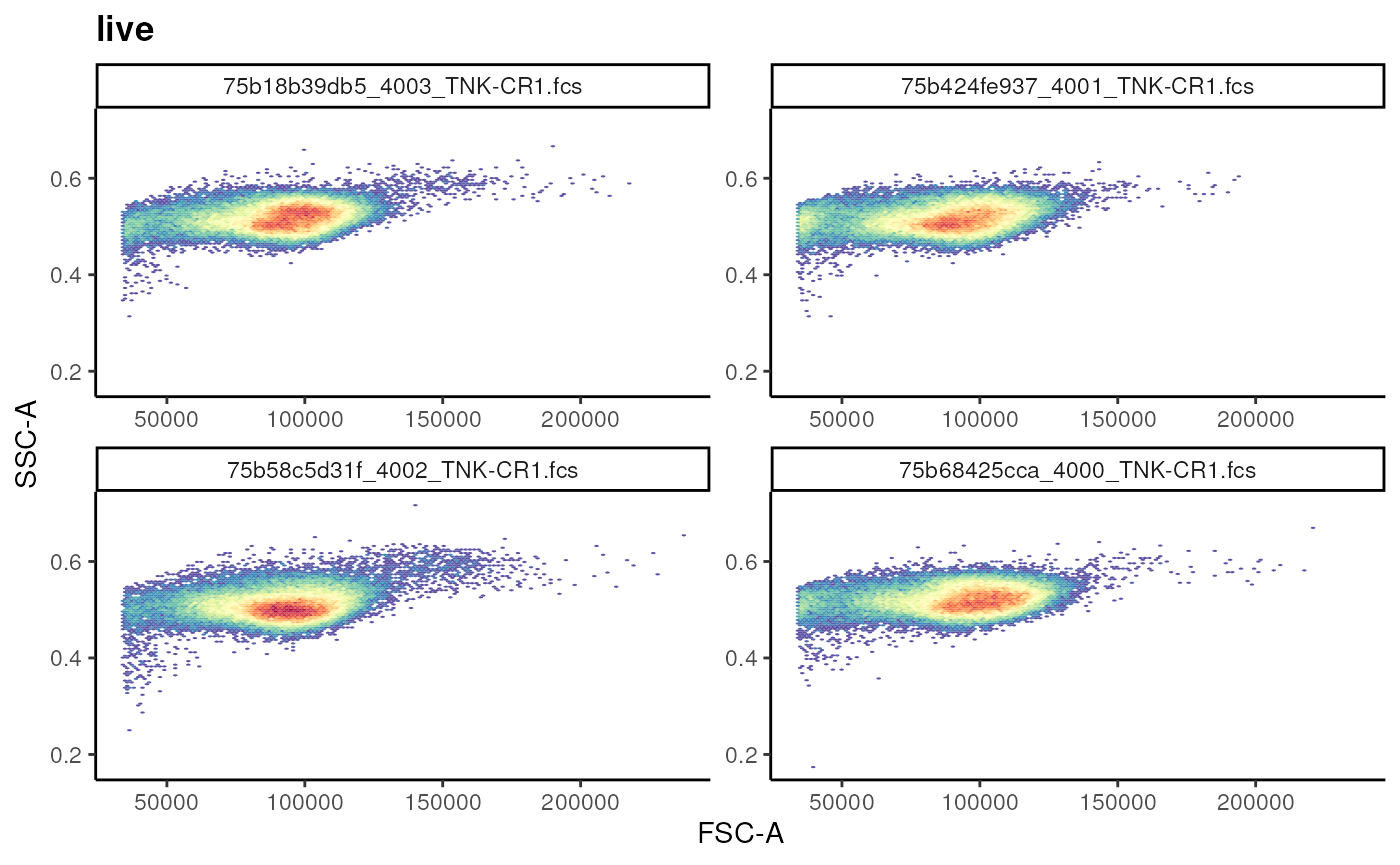 live
75b18b39db5_4003_TNK-CR1.fcs
75b424fe937_4001_TNK-CR1.fcs
0.6
0.4
0.2
0.6
0.4
0.2
50000 100000 150000 200000
50000 100000 150000 200000
SSC-A
75b58c5d31f_4002_TNK-CR1.fcs
75b68425cca_4000_TNK-CR1.fcs
0.6
0.4
0.2
0.6
0.4
0.2
50000 100000 150000 200000
50000 100000 150000 200000
FSC-A